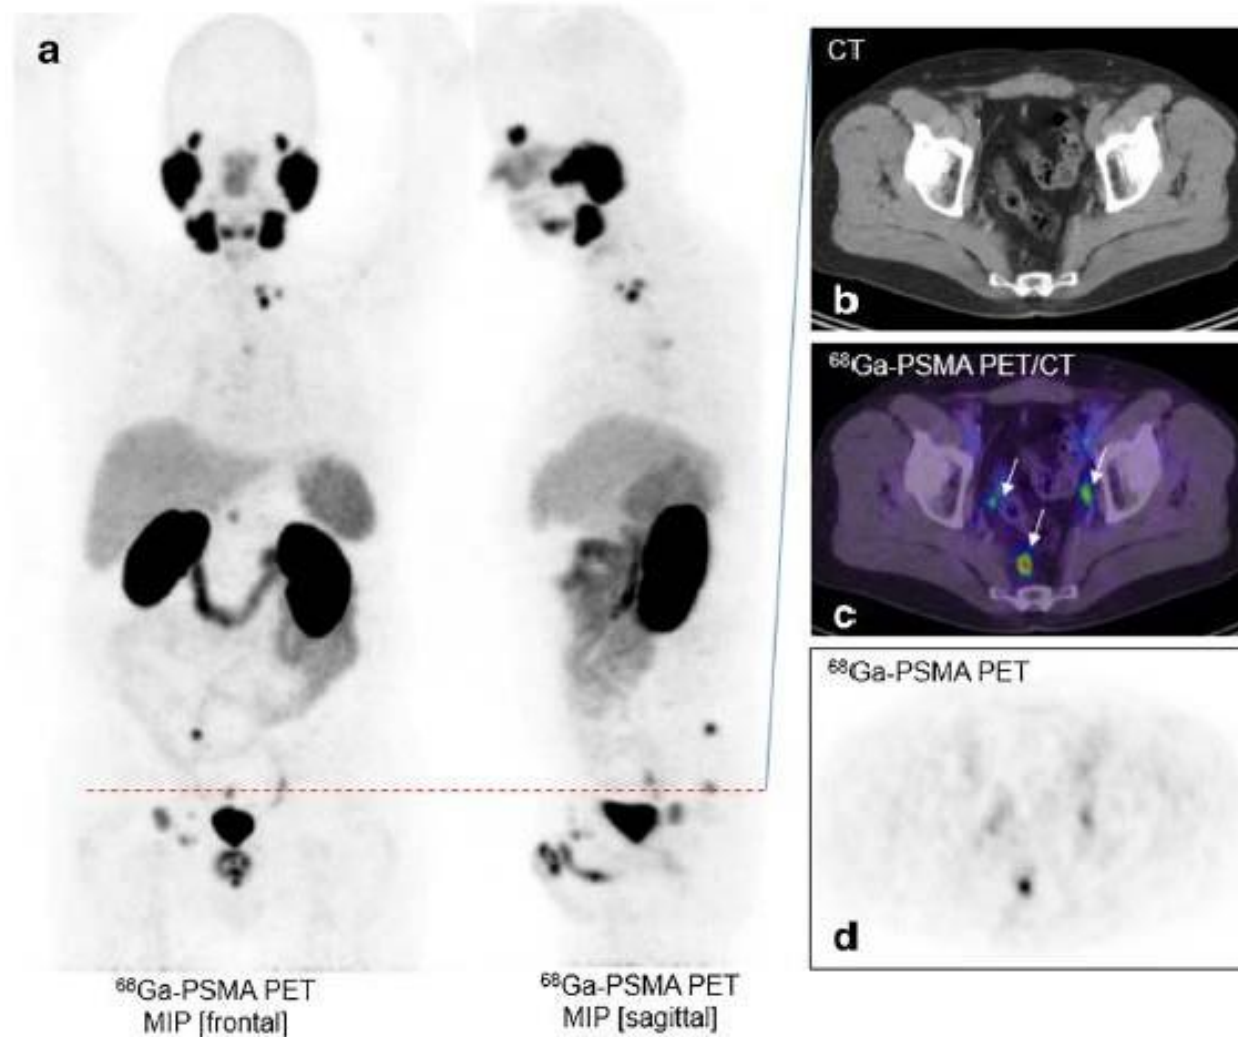 a
⁶⁸Ga-PSMA PET
MIP [frontal]
⁶⁸Ga-PSMA PET
MIP [sagittal]
CT
b
⁶⁸Ga-PSMA PET/CT
c
⁶⁸Ga-PSMA PET
d